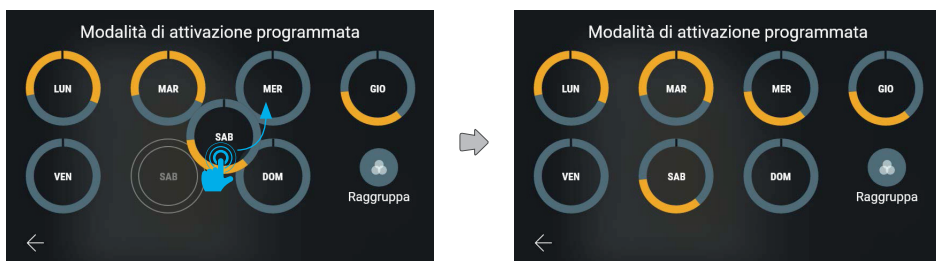 Modalità di attivazione programmata
LUN MAR MER GIO
SAB
VEN SAB DOM
Raggruppa
Modalità di attivazione programmata
LUN MAR MER GIO
VEN SAB DOM
Raggruppa